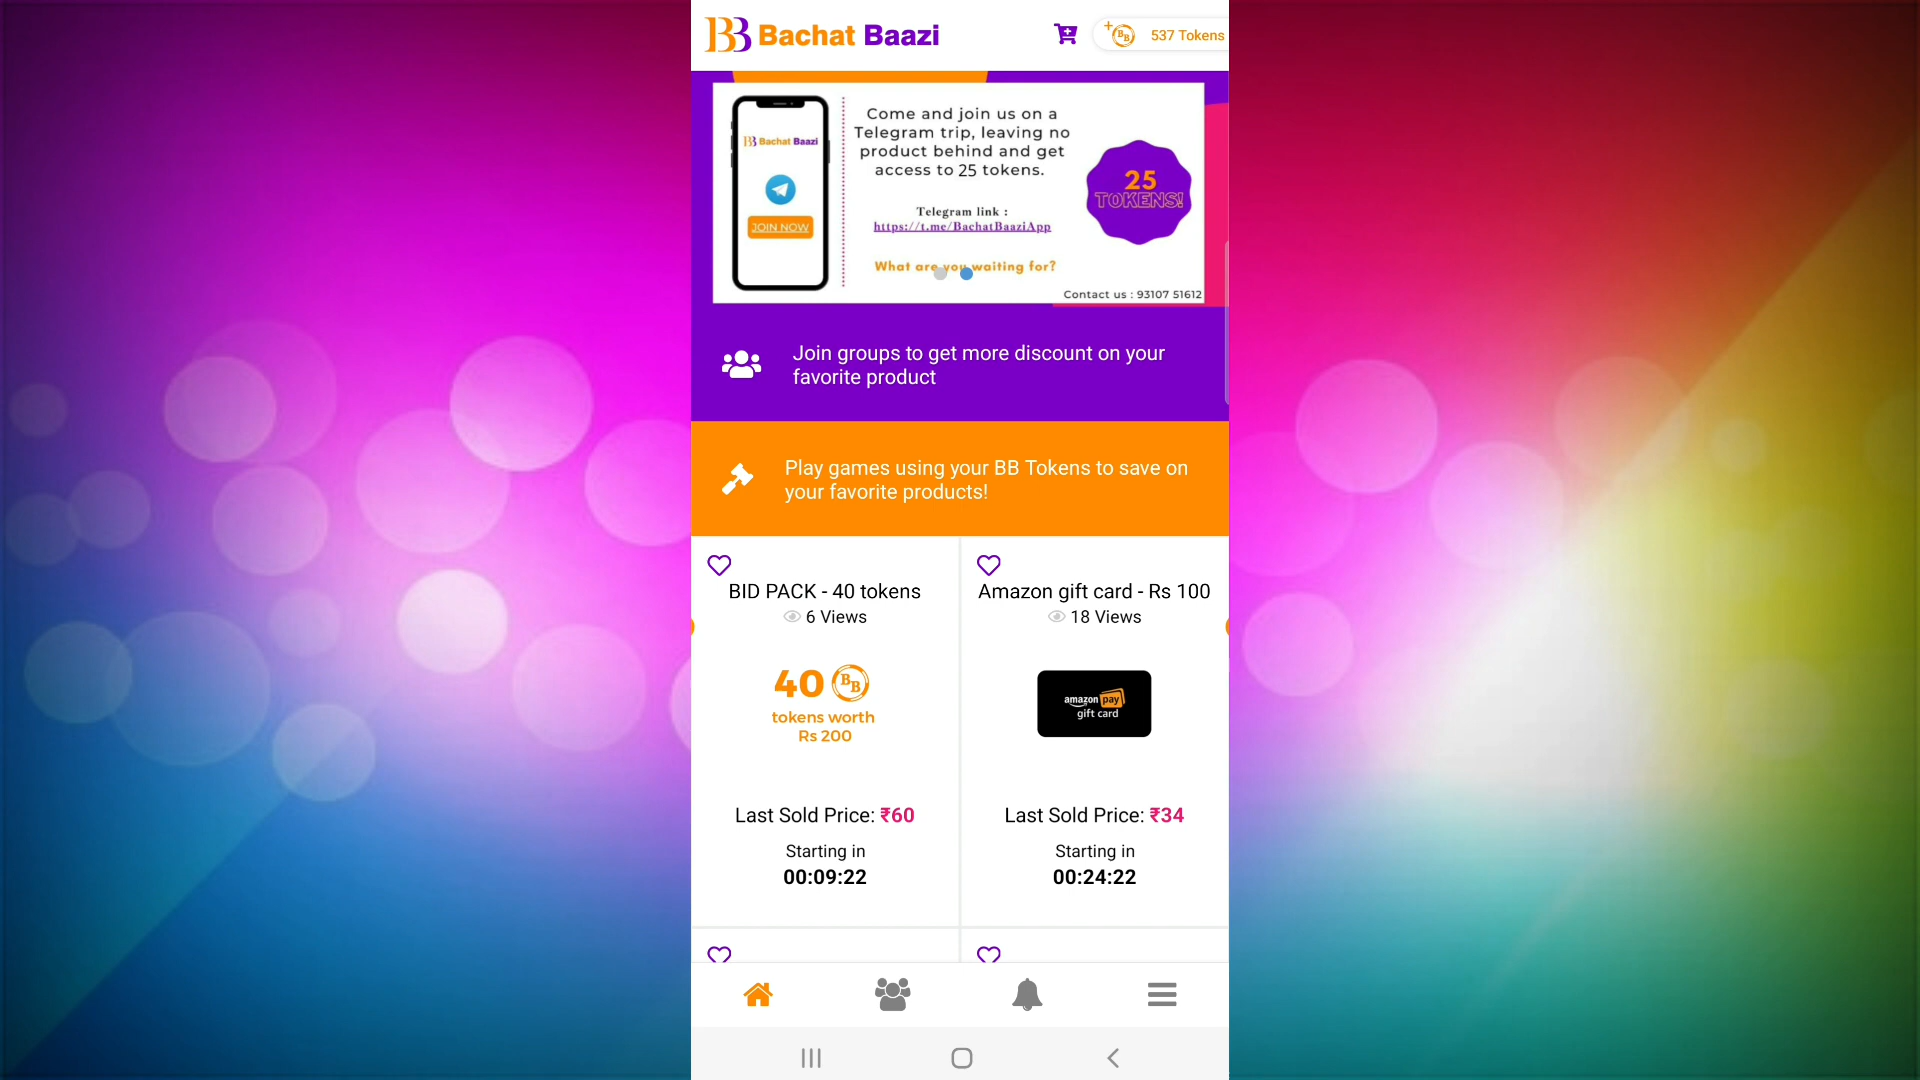 BB Bachat Baazi
537 Tokens
BB Bachat Baazi
JOIN NOW
Come and join us on a
Telegram trip, leaving no
product behind and get
access to 25 tokens.
Telegram link :
https://t.me/BachatBaaziApp
What are you waiting for?
25
TOKENS!
Contact us : 93107 51612
Join groups to get more discount on your
favorite product
Play games using your BB Tokens to save on
your favorite products!
BID PACK - 40 tokens
6 Views
40 BB
tokens worth
Rs 200
Last Sold Price: ₹60
Starting in
00:09:22
Amazon gift card - Rs 100
18 Views
amazon pay
gift card
Last Sold Price: ₹34
Starting in
00:24:22